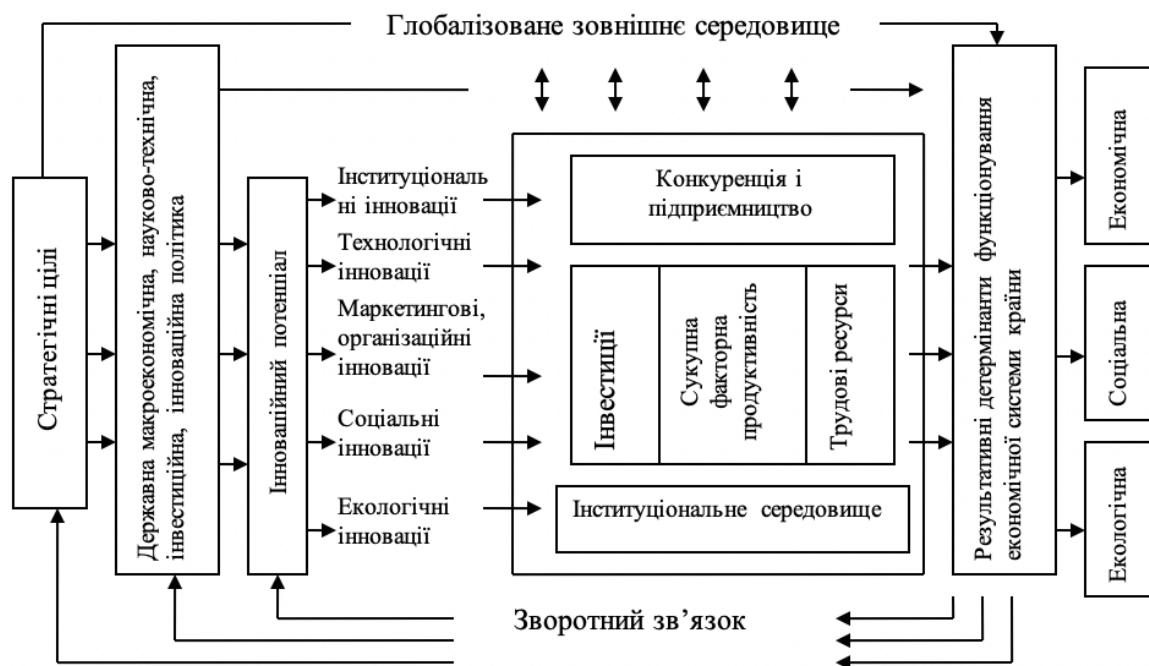 Глобалізоване зовнішнє середовище
Стратегічні цілі
Державна макроекономічна, науково-технічна,
інвестиційна, інноваційна політика
Інноваційний потенціал
Інституціональ
ні інновації
Технологічні
інновації
Маркетингові,
організаційні
інновації
Соціальні
інновації
Екологічні
інновації
Конкуренція і
підприємництво
Інвестиції
Сукупна
факторна
продуктивність
Трудові ресурси
Інституціональне середовище
Результативні детермінанти функціонування
економічної системи країни
Економічна
Соціальна
Екологічна
Зворотний зв’язок